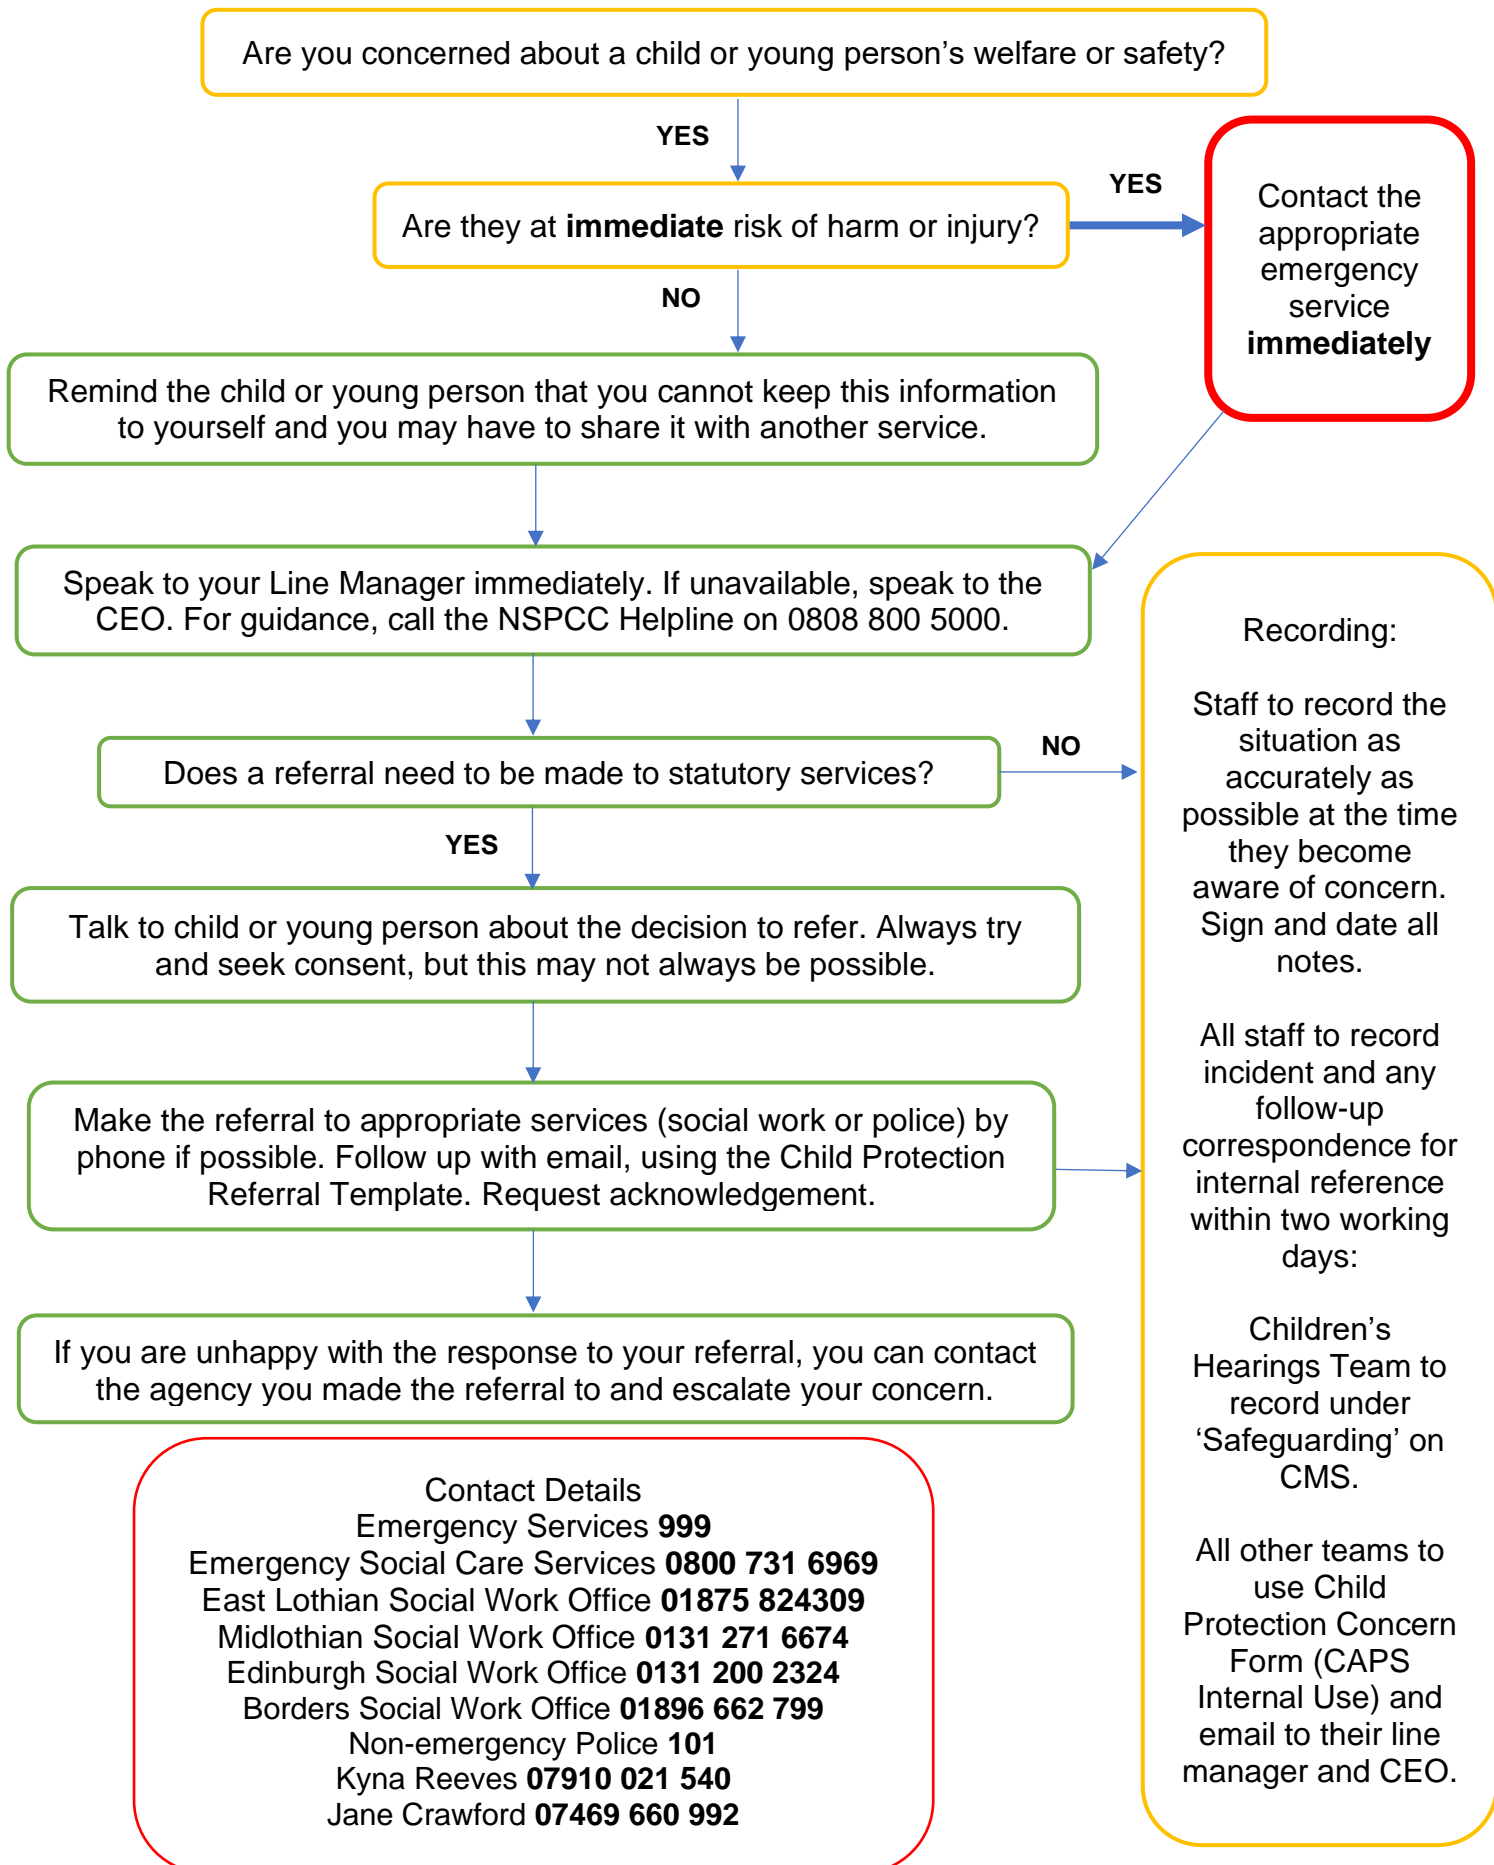 Are you concerned about a child or young person’s welfare or safety?
YES
Are they at immediate risk of harm or injury?
YES
Contact the
appropriate
emergency
service
immediately
NO
Remind the child or young person that you cannot keep this information
to yourself and you may have to share it with another service.
Speak to your Line Manager immediately. If unavailable, speak to the
CEO. For guidance, call the NSPCC Helpline on 0808 800 5000.
Does a referral need to be made to statutory services?
NO
YES
Talk to child or young person about the decision to refer. Always try
and seek consent, but this may not always be possible.
Make the referral to appropriate services (social work or police) by
phone if possible. Follow up with email, using the Child Protection
Referral Template. Request acknowledgement.
If you are unhappy with the response to your referral, you can contact
the agency you made the referral to and escalate your concern.
Recording:
Staff to record the
situation as
accurately as
possible at the time
they become
aware of concern.
Sign and date all
notes.
All staff to record
incident and any
follow-up
correspondence for
internal reference
within two working
days:
Children’s
Hearings Team to
record under
‘Safeguarding’ on
CMS.
All other teams to
use Child
Protection Concern
Form (CAPS
Internal Use) and
email to their line
manager and CEO.
Contact Details
Emergency Services 999
Emergency Social Care Services 0800 731 6969
East Lothian Social Work Office 01875 824309
Midlothian Social Work Office 0131 271 6674
Edinburgh Social Work Office 0131 200 2324
Borders Social Work Office 01896 662 799
Non-emergency Police 101
Kyna Reeves 07910 021 540
Jane Crawford 07469 660 992